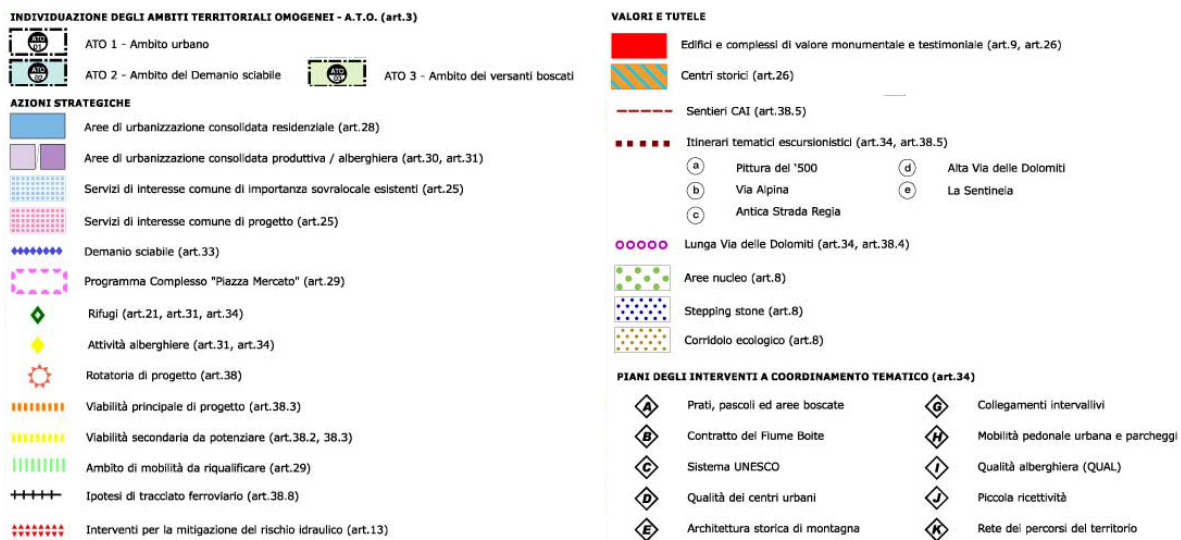 INDIVIDUAZIONE DEGLI AMBITI TERRITORIALI OMOGENEI - A.T.O. (art.3)
ATO 01
ATO 1 - Ambito urbano
ATO 02
ATO 2 - Ambito del Demanio sciabile
ATO 03
ATO 3 - Ambito dei versanti boscati
AZIONI STRATEGICHE
Aree di urbanizzazione consolidata residenziale (art.28)
Aree di urbanizzazione consolidata produttiva / alberghiera (art.30, art.31)
Servizi di interesse comune di importanza sovralocale esistenti (art.25)
Servizi di interesse comune di progetto (art.25)
Demanio sciabile (art.33)
Programma Complesso "Piazza Mercato" (art.29)
Rifugi (art.21, art.31, art.34)
Attività alberghiere (art.31, art.34)
Rotatoria di progetto (art.38)
Viabilità principale di progetto (art.38.3)
Viabilità secondaria da potenziare (art.38.2, 38.3)
Ambito di mobilità da riqualificare (art.29)
Ipotesi di tracciato ferroviario (art.38.8)
Interventi per la mitigazione del rischio idraulico (art.13)
VALORI E TUTELE
Edifici e complessi di valore monumentale e testimoniale (art.9, art.26)
Centri storici (art.26)
Sentieri CAI (art.38.5)
Itinerari tematici escursionistici (art.34, art.38.5)
a Pittura del '500
b Via Alpina
c Antica Strada Regia
d Alta Via delle Dolomiti
e La Sentinela
Lunga Via delle Dolomiti (art.34, art.38.4)
Aree nucleo (art.8)
Stepping stone (art.8)
Corridoio ecologico (art.8)
PIANI DEGLI INTERVENTI A COORDINAMENTO TEMATICO (art.34)
A Prati, pascoli ed aree boscate
B Contratto del Fiume Boite
C Sistema UNESCO
D Qualità dei centri urbani
E Architettura storica di montagna
G Collegamenti intervallivi
H Mobilità pedonale urbana e parcheggi
I Qualità alberghiera (QUAL)
J Piccola ricettività
K Rete dei percorsi del territorio